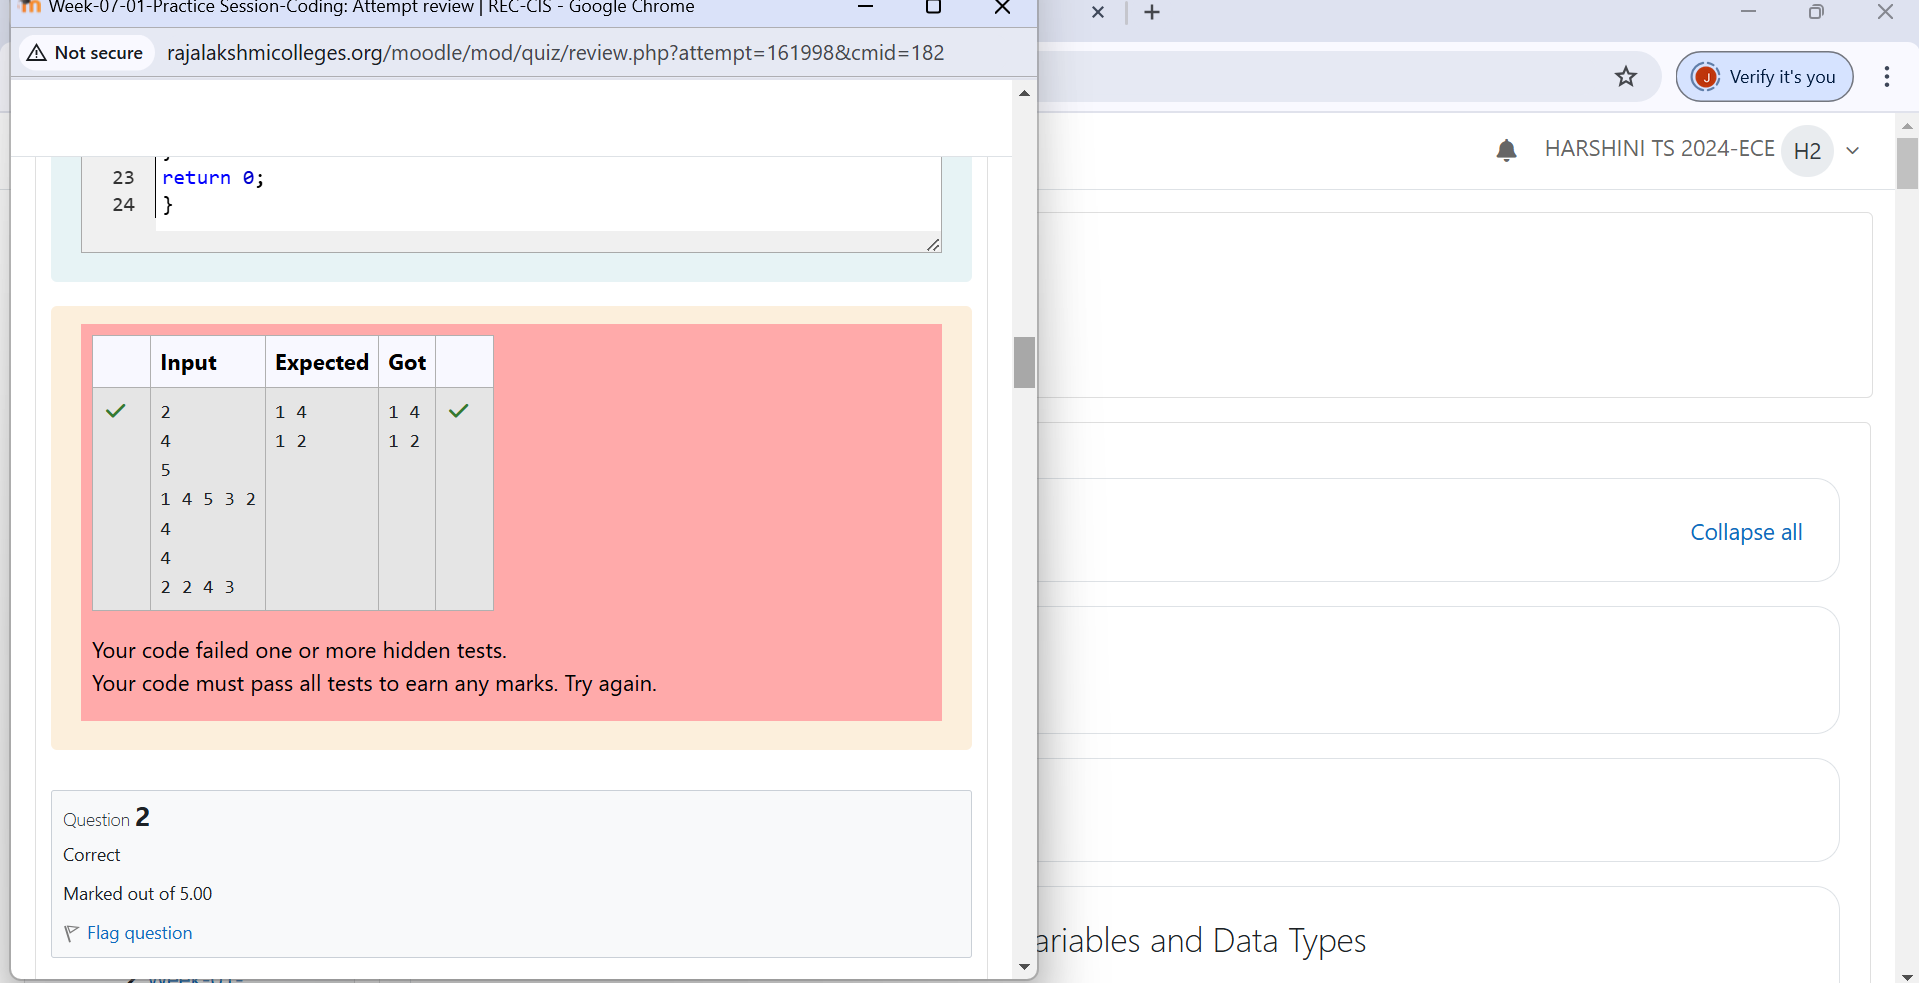 Week-07-01-Practice Session-Coding: Attempt review | REC-CIS - Google Chrome
Not secure rajalakshmicolleges.org/moodle/mod/quiz/review.php?attempt=161998&cmid=182
J Verify it's you
HARSHINI TS 2024-ECE H2
23 return 0;
24 }
Input Expected Got
2 1 4 1 4
4 1 2 1 2
5
1 4 5 3 2
4
4
2 2 4 3
Your code failed one or more hidden tests.
Your code must pass all tests to earn any marks. Try again.
Collapse all
Question 2
Correct
Marked out of 5.00
Flag question
ariables and Data Types